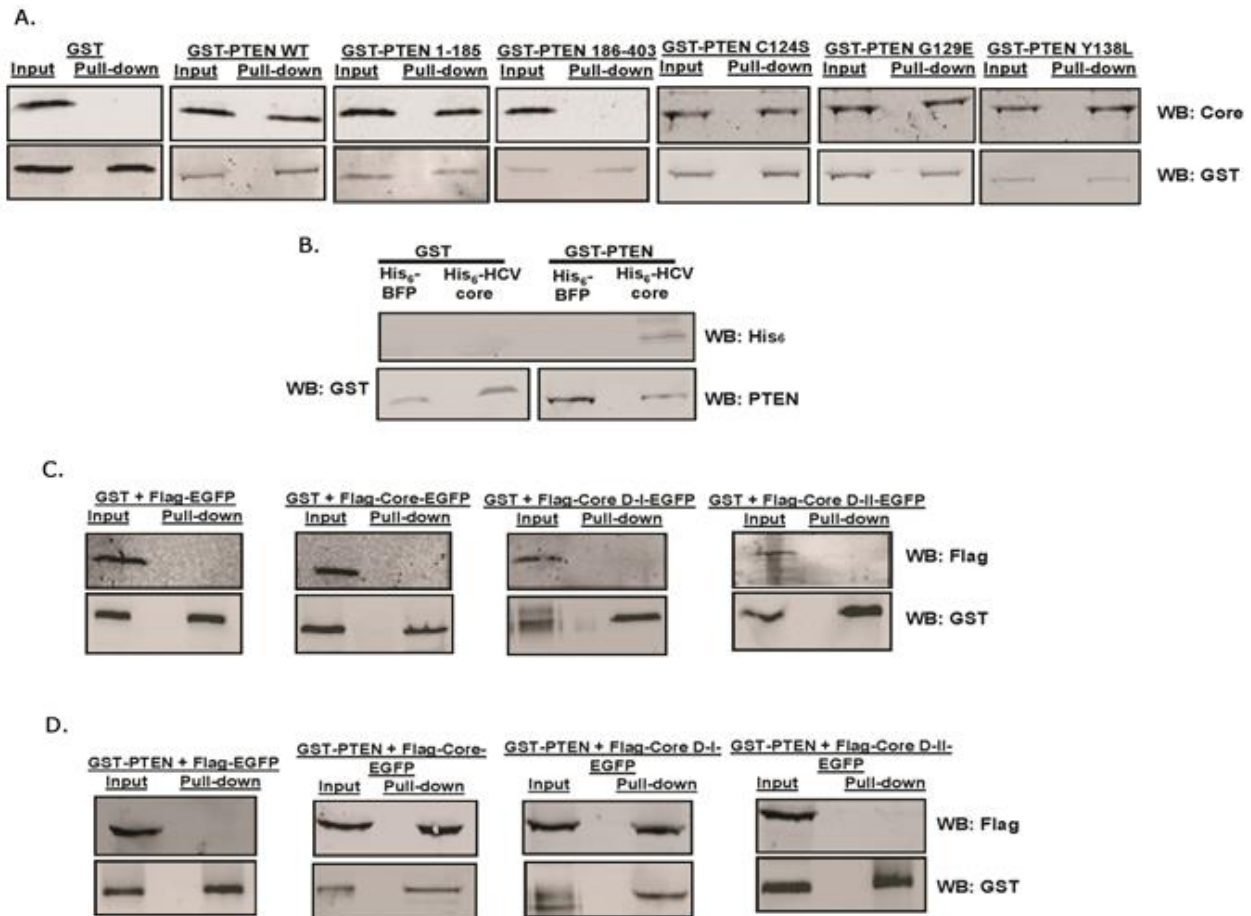 A.
GST GST-PTEN WT GST-PTEN 1-185 GST-PTEN 186-403 GST-PTEN C124S GST-PTEN G129E GST-PTEN Y138L
Input Pull-down Input Pull-down Input Pull-down Input Pull-down Input Pull-down Input Pull-down Input Pull-down
WB: Core
WB: GST
B.
GST GST-PTEN
His₆- His₆-HCV His₆- His₆-HCV
BFP core BFP core
WB: His₆
WB: GST WB: PTEN
C.
GST + Flag-EGFP GST + Flag-Core-EGFP GST + Flag-Core D-I-EGFP GST + Flag-Core D-II-EGFP
Input Pull-down Input Pull-down Input Pull-down Input Pull-down
WB: Flag
WB: GST
D.
GST-PTEN + Flag-EGFP GST-PTEN + Flag-Core- GST-PTEN + Flag-Core D-I- GST-PTEN + Flag-Core D-II-
EGFP EGFP EGFP
Input Pull-down Input Pull-down Input Pull-down Input Pull-down
WB: Flag
WB: GST